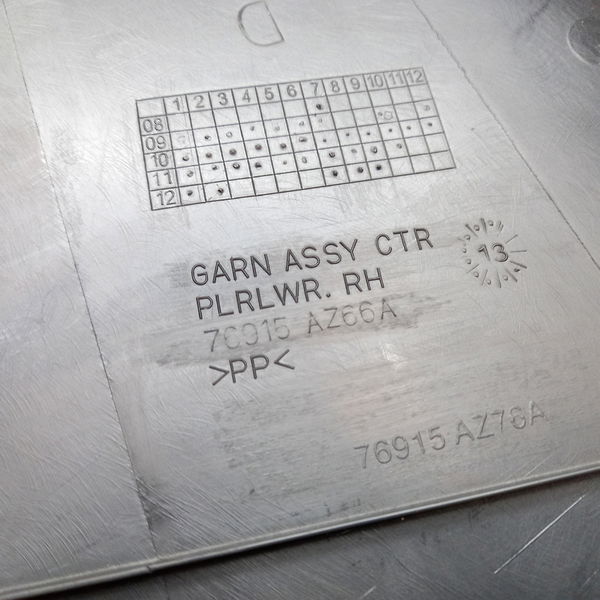 D
1 2 3 4 5 6 7 8 9 10 11 12
08
09
10
11
12
GARN ASSY CTR
PLRLWR. RH
13
76915 AZ66A
>PP<
76915 AZ76A